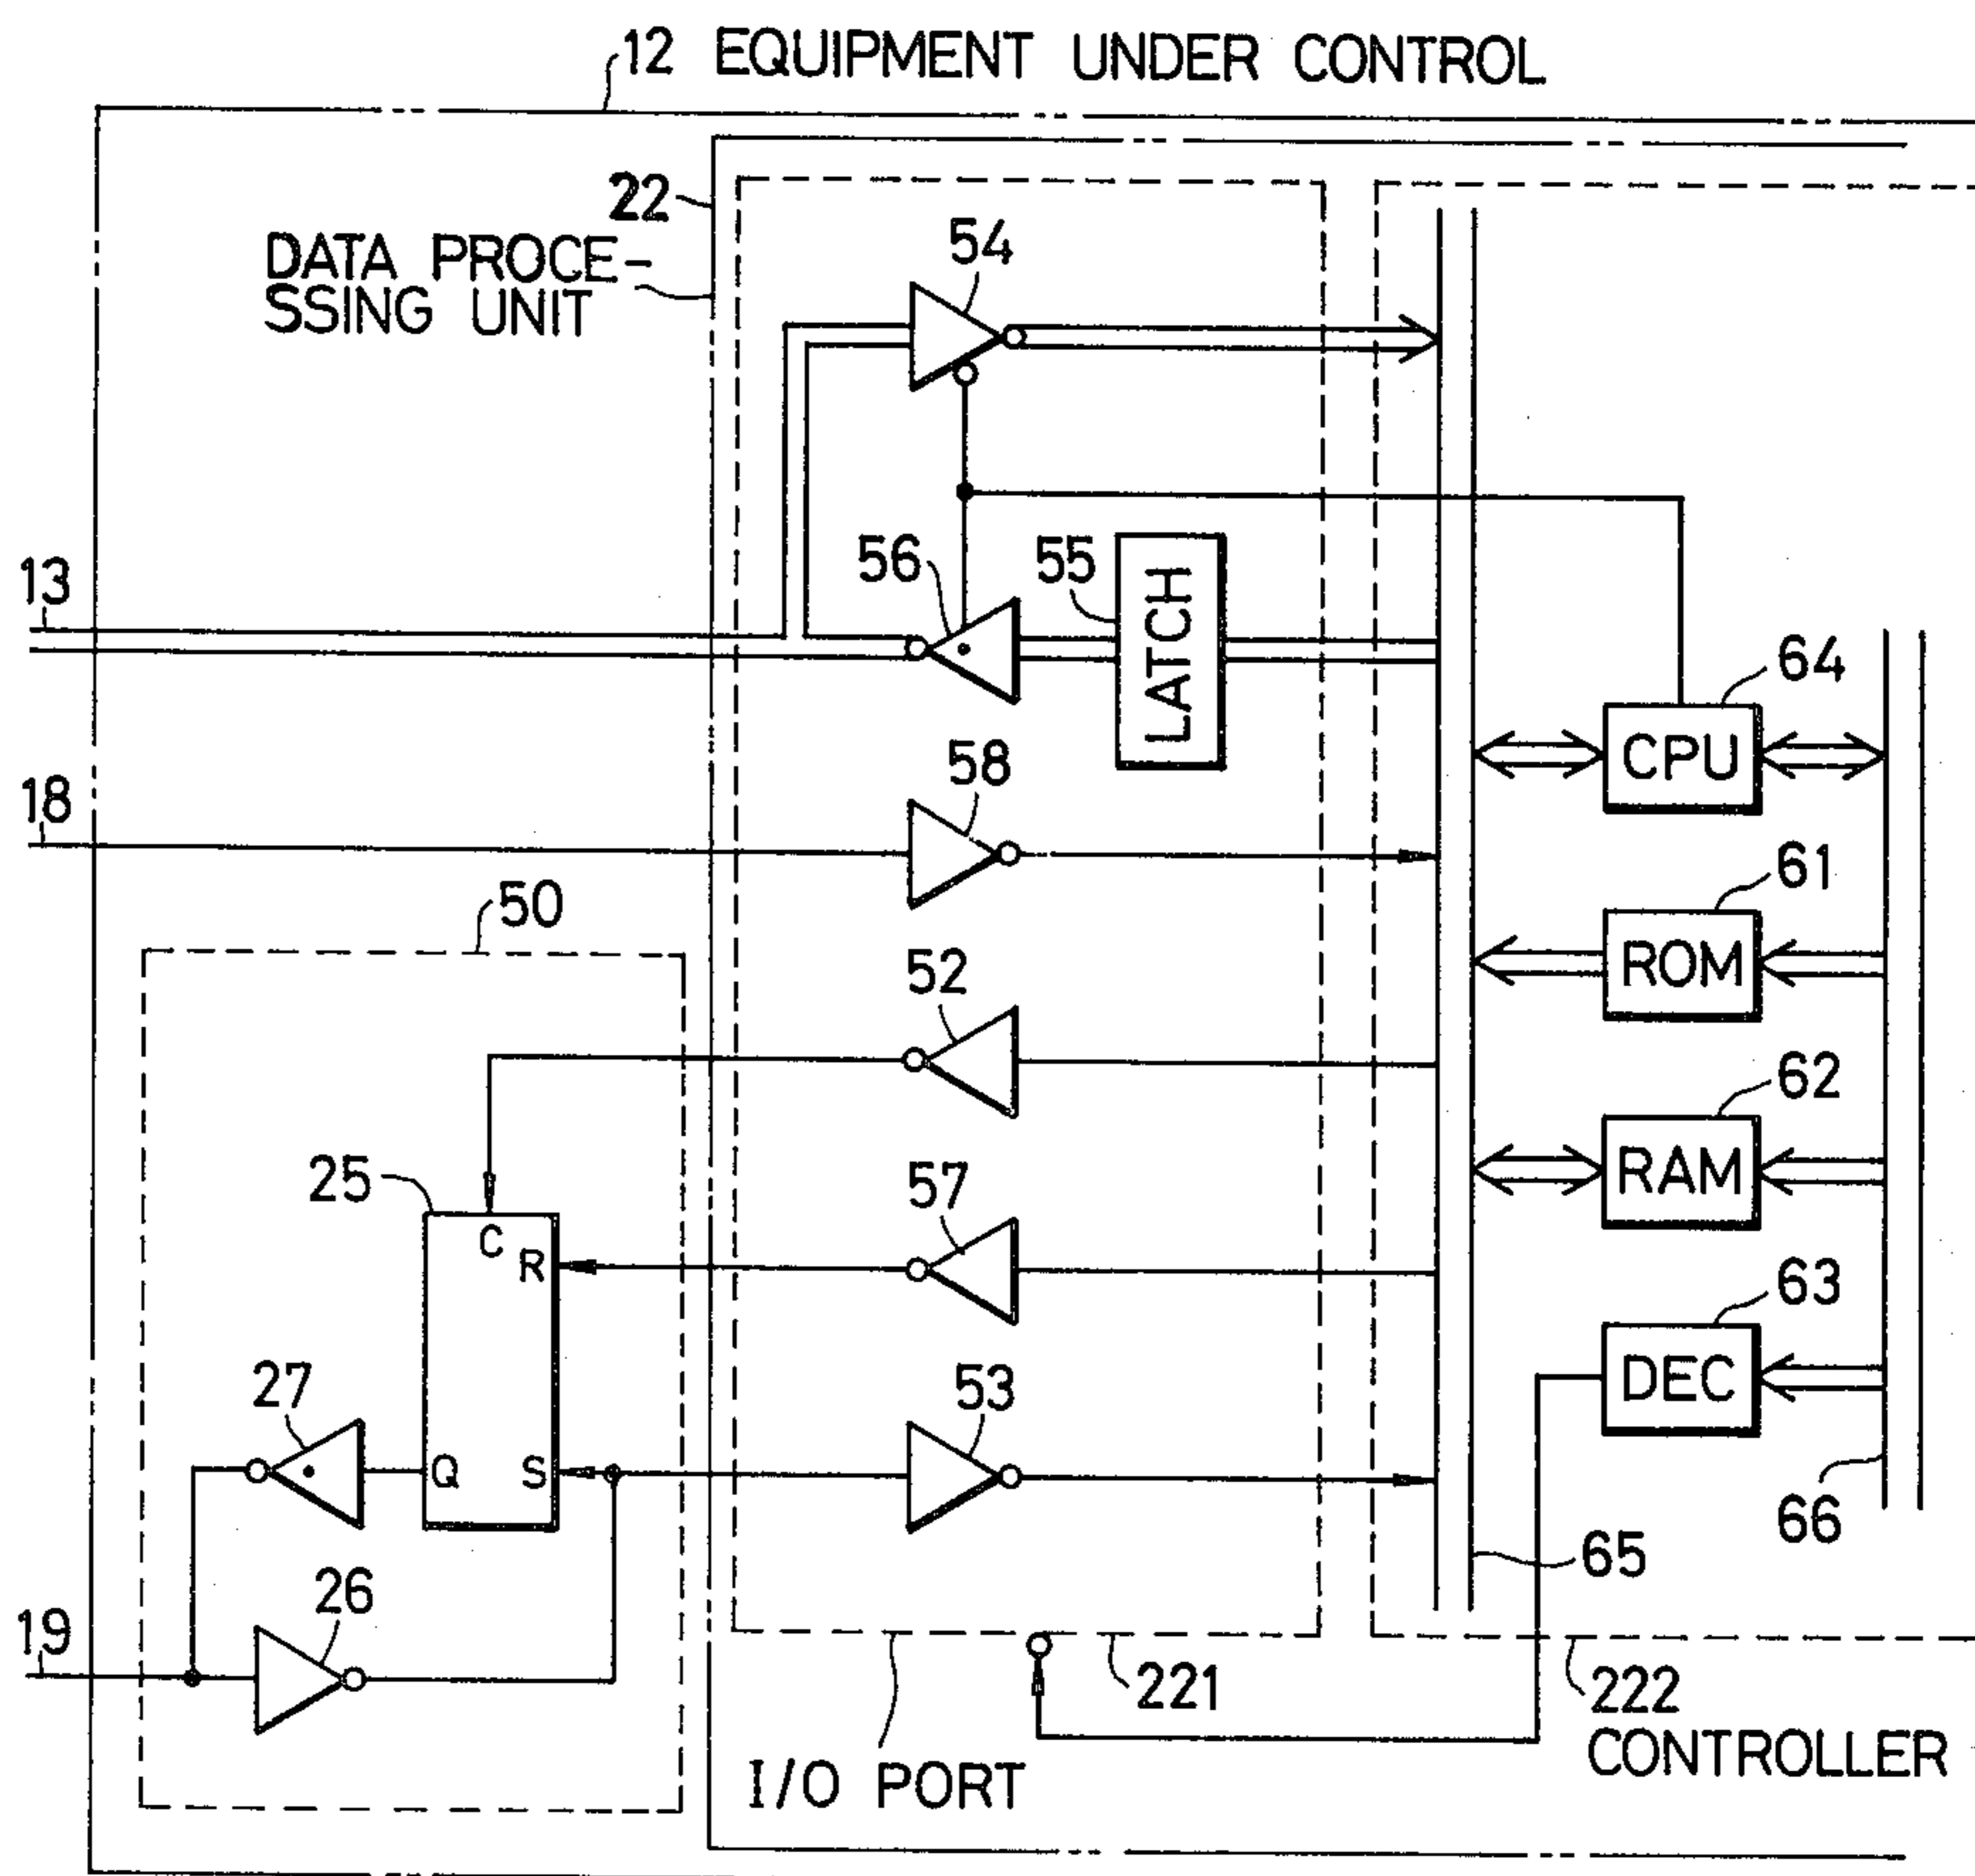 12 EQUIPMENT UNDER CONTROL
22
DATA PROCE-
SSING UNIT
54
13
56
55
LATCH
64
CPU
18
58
61
ROM
50
52
62
RAM
25
C
R
57
63
DEC
27
Q
S
53
66
65
26
19
221
222
CONTROLLER
I/O PORT